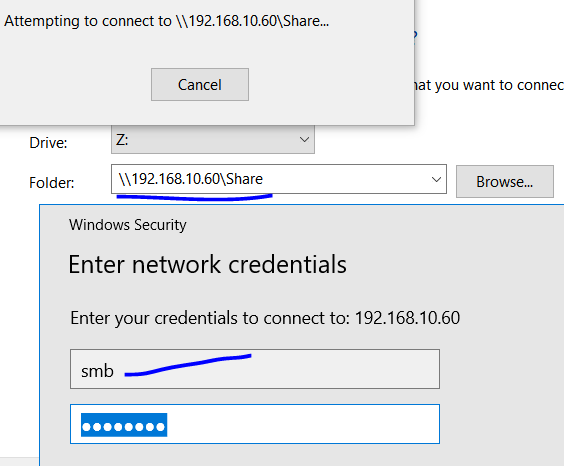 Attempting to connect to \\192.168.10.60\Share...
Cancel
hat you want to connec
Drive:
Z:
Folder:
\\192.168.10.60\Share
Browse...
Windows Security
Enter network credentials
Enter your credentials to connect to: 192.168.10.60
smb
●●●●●●●●